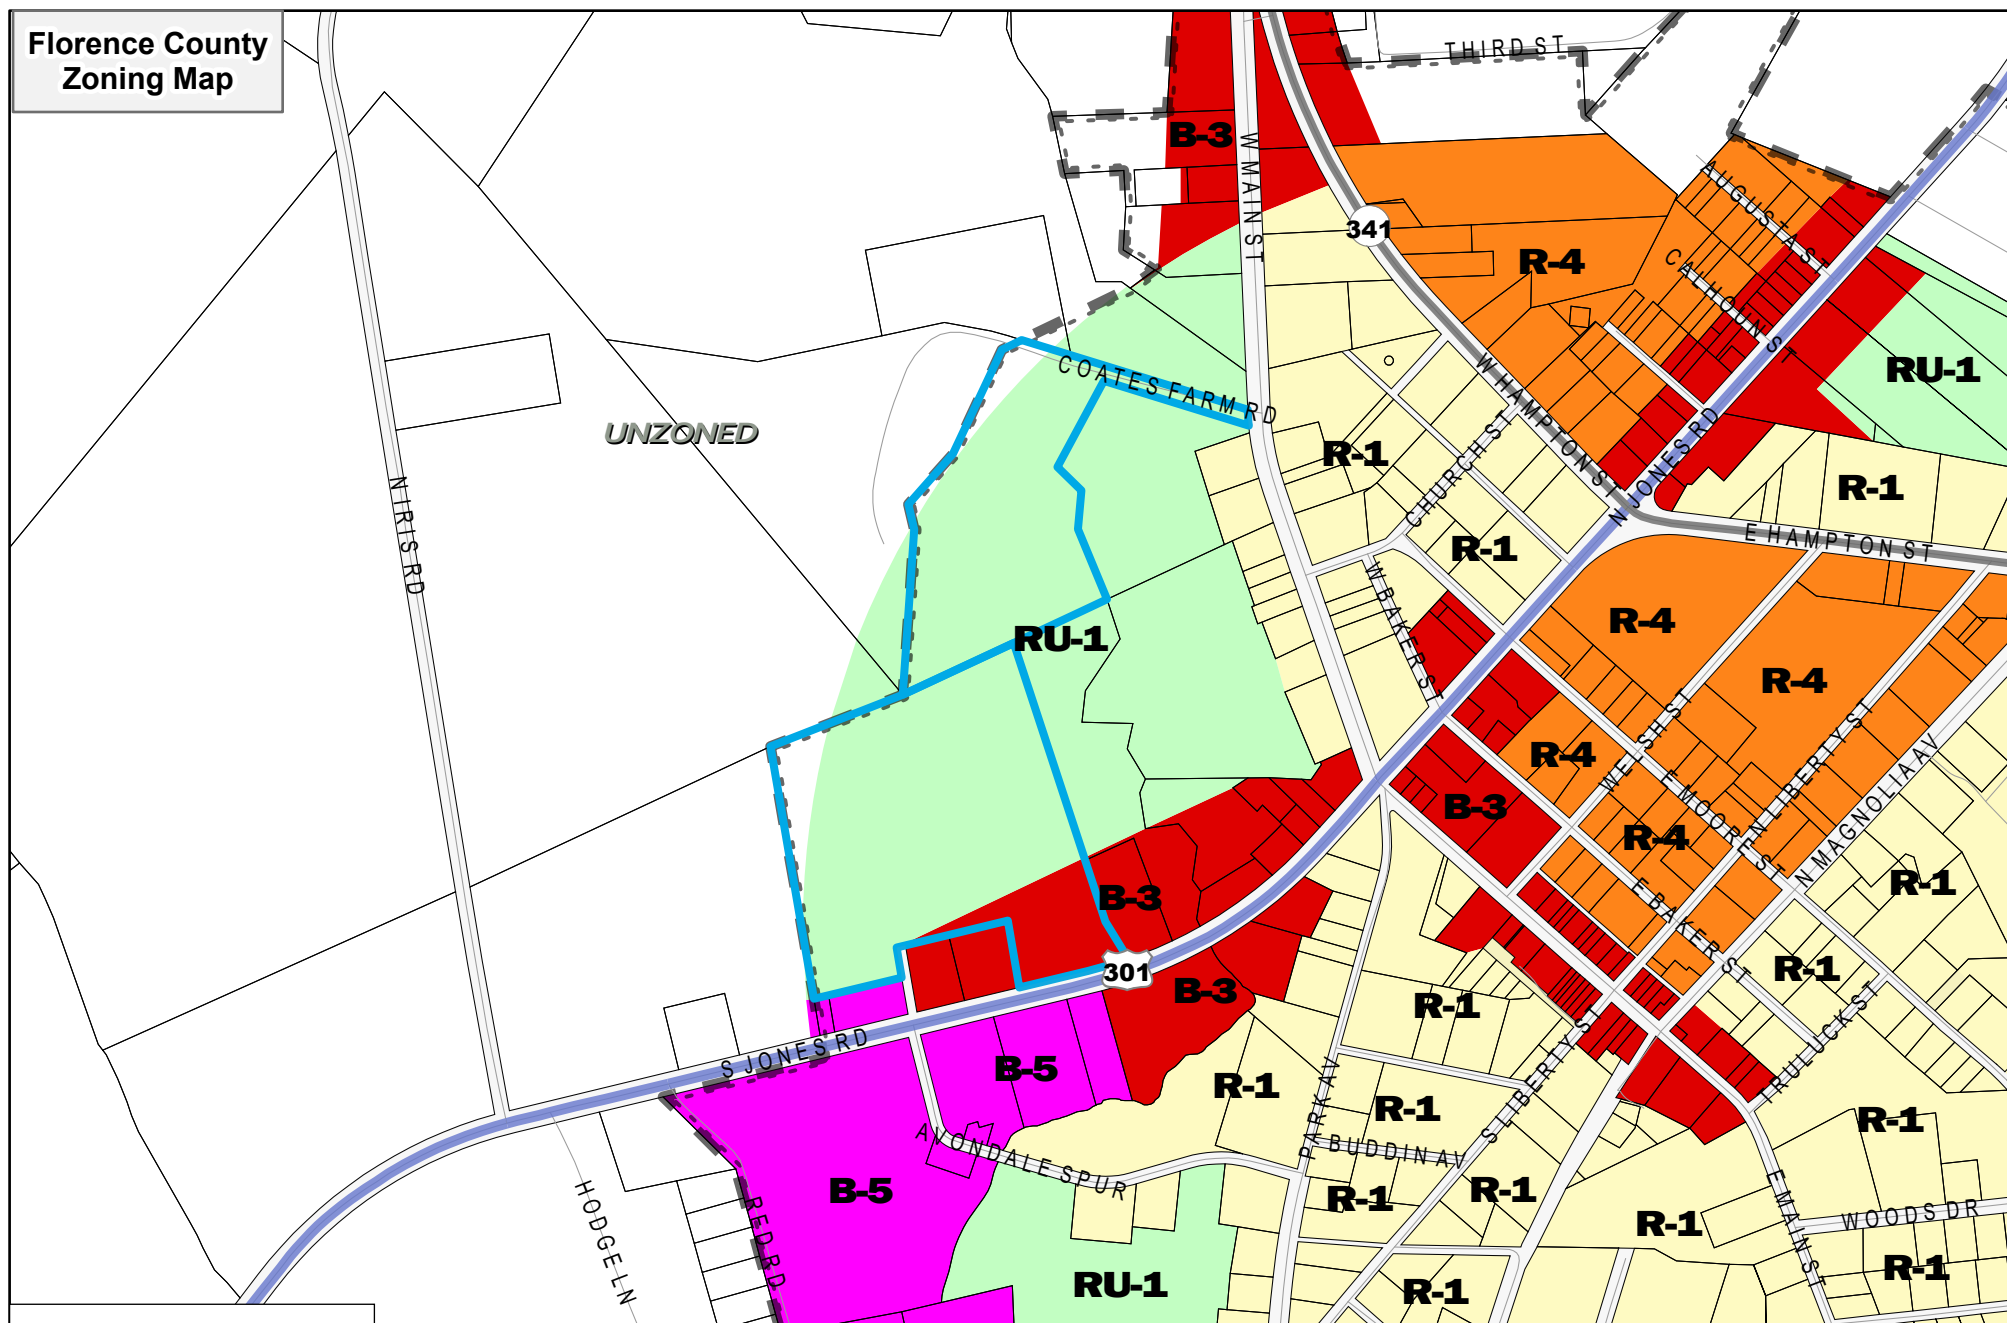 Florence County
Zoning Map
THIRD ST
B-3
W MAIN ST
341
AUGUSTA ST
R-4
CALHOUN ST
RU-1
COATES FARM RD
W HAMPTON ST
UNZONED
CHURCH ST
N JONES RD
R-1
R-1
N IRIS RD
R-1
E HAMPTON ST
W BAKER ST
RU-1
R-4
R-4
WELSH ST
N LIBERTY ST
N MAGNOLIA AV
R-4
E MOORE ST
B-3
R-4
R-1
E BAKER ST
B-3
301
B-3
R-1
R-1
RULOCK ST
S JONES RD
B-5
R-1
R-1
S LIBERTY ST
PARK AV
R-1
BUDDIN AV
AVONDALE SPUR
B-5
R-1
R-1
R-1
E MAIN ST
WOODS DR
HODGE LN
RED RD
RU-1
R-1
R-1